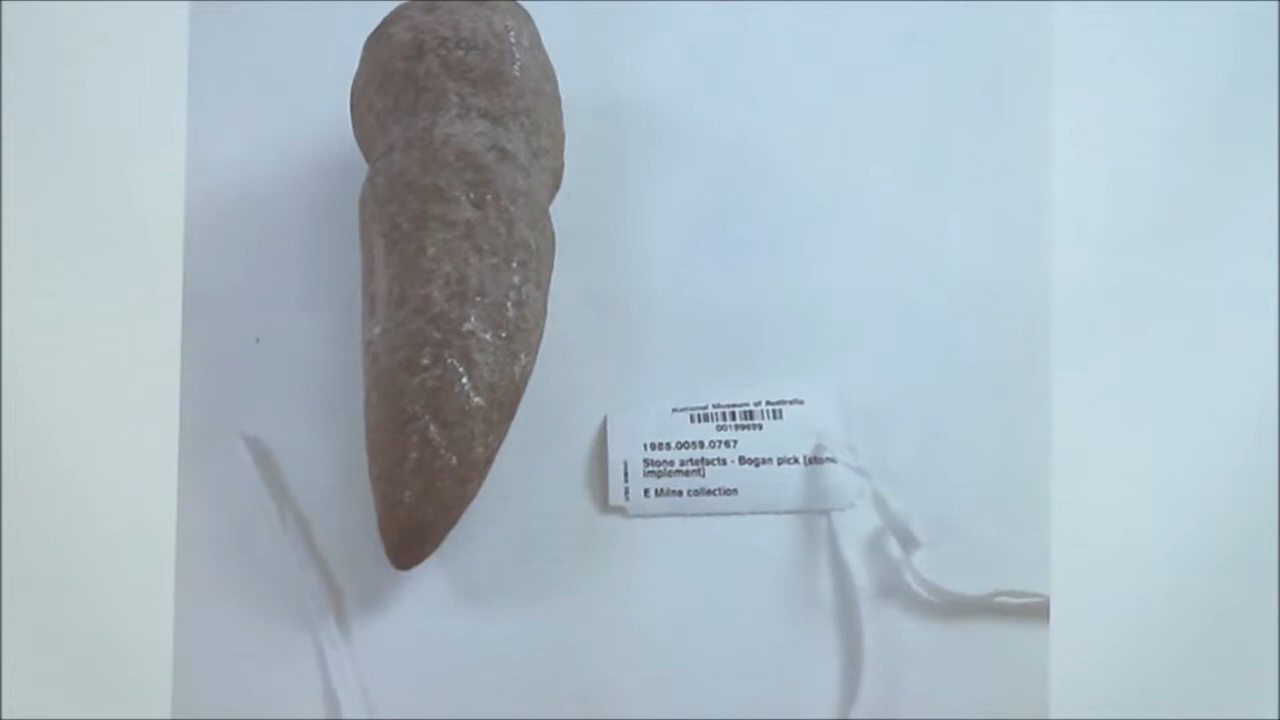 National Museum of Australia
00199699
1985.0059.0767
Stone artefacts - Bogan pick [stone
implement]
E Milne collection